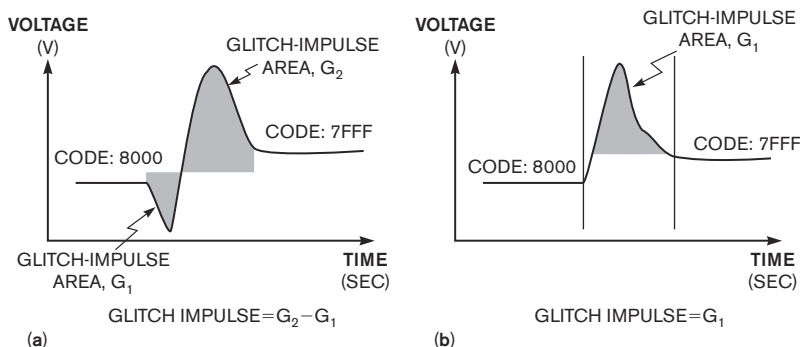 VOLTAGE
(V)
GLITCH-IMPULSE
AREA, G2
CODE: 8000
CODE: 7FFF
GLITCH-IMPULSE
AREA, G1
TIME
(SEC)
GLITCH IMPULSE=G2−G1
(a)
VOLTAGE
(V)
GLITCH-IMPULSE
AREA, G1
CODE: 8000
CODE: 7FFF
TIME
(SEC)
GLITCH IMPULSE=G1
(b)